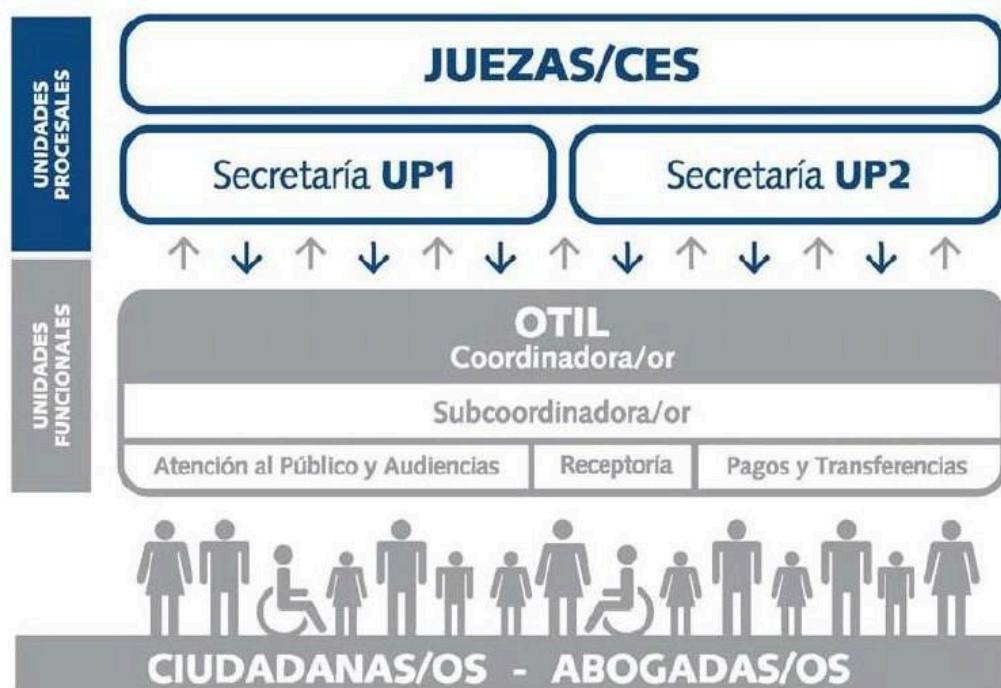 UNIDADES
PROCESALES
JUEZAS/CES
Secretaría UP1
Secretaría UP2
UNIDADES
FUNCIONALES
OTIL
Coordinadora/or
Subcoordinadora/or
Atención al Público y Audiencias
Receptoría
Pagos y Transferencias
CIUDADANAS/OS - ABOGADAS/OS